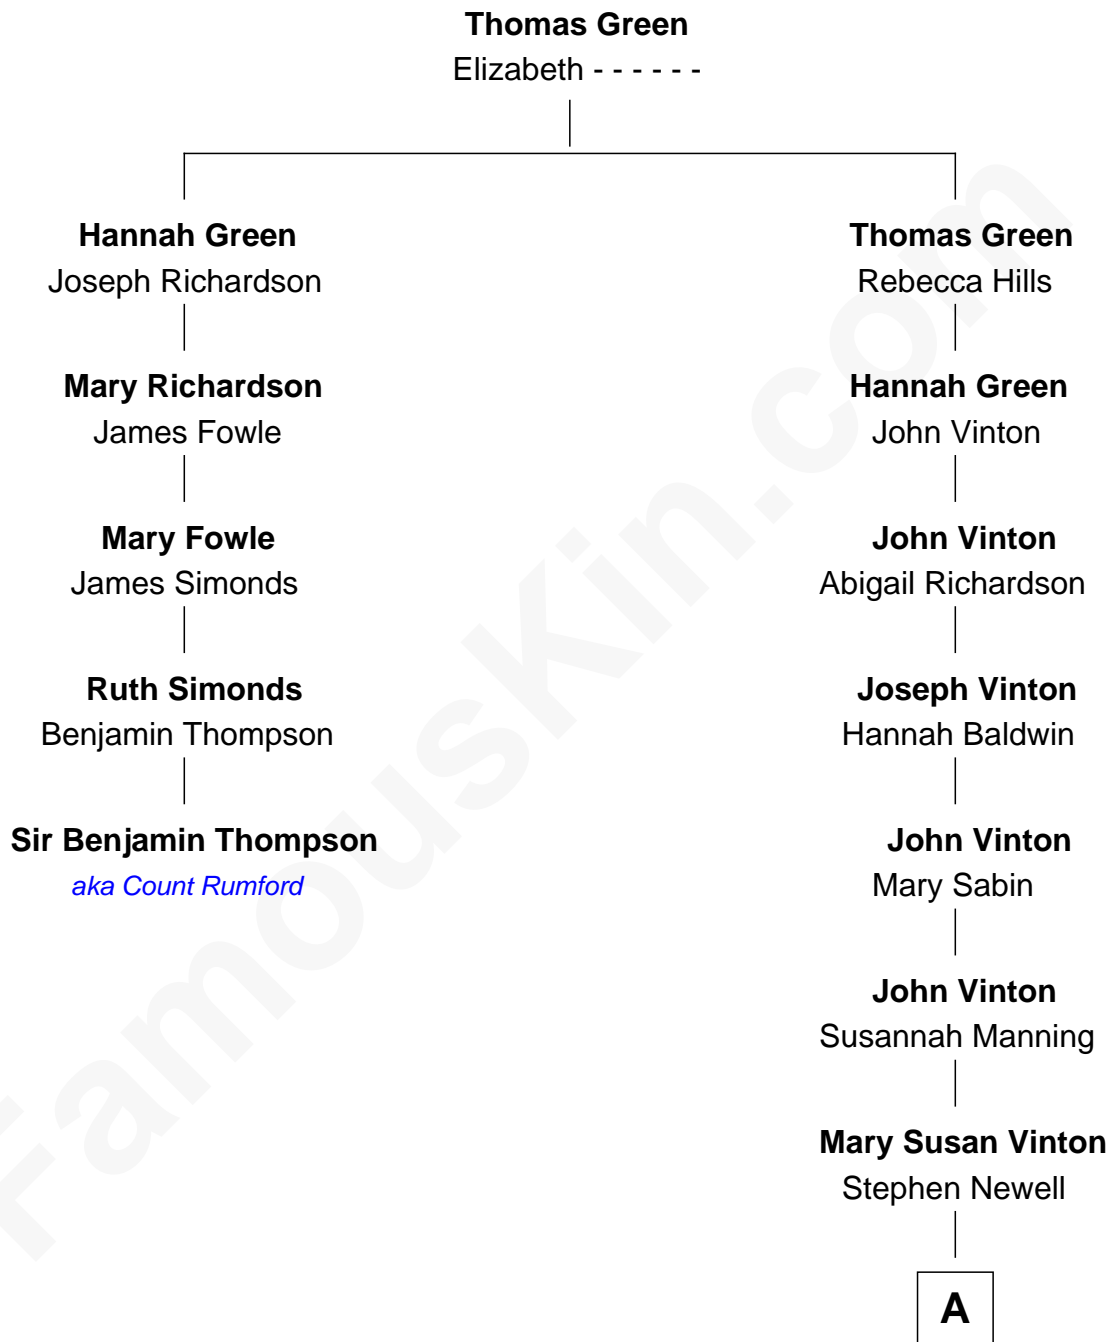 Thomas Green
Elizabeth - - - - - -
Hannah Green
Joseph Richardson
Mary Richardson
James Fowle
Mary Fowle
James Simonds
Ruth Simonds
Benjamin Thompson
Sir Benjamin Thompson
aka Count Rumford
Thomas Green
Rebecca Hills
Hannah Green
John Vinton
John Vinton
Abigail Richardson
Joseph Vinton
Hannah Baldwin
John Vinton
Mary Sabin
John Vinton
Susannah Manning
Mary Susan Vinton
Stephen Newell
A
FamousKin.com